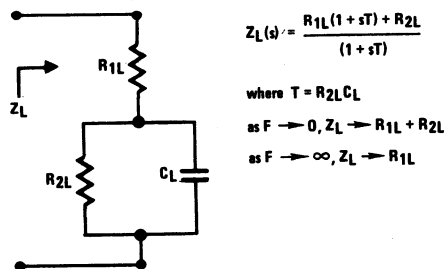 Z_L
R_1L
R_2L
C_L
Z_L(s) = R_1L(1 + sT) + R_2L
(1 + sT)
where T = R_2L C_L
as F → 0, Z_L → R_1L + R_2L
as F → ∞, Z_L → R_1L